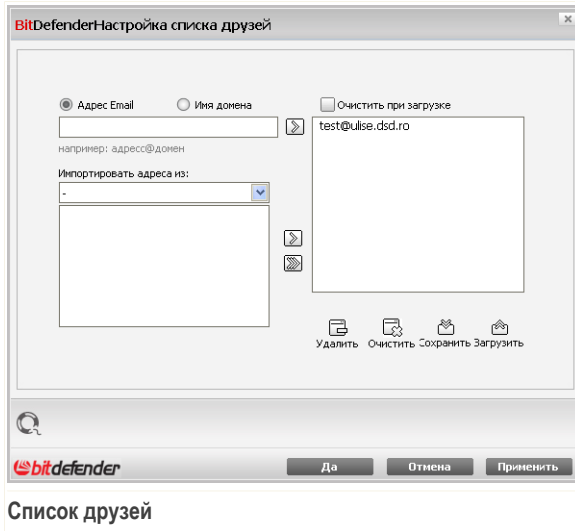 BitDefenderНастройка списка друзей
Адрес Email
Имя домена
Очистить при загрузке
test@ulise.dsd.ro
например: адресс@домен
Импортировать адреса из:
-
Удалить
Очистить
Сохранить
Загрузить
bitdefender
Да
Отмена
Применить
Список друзей